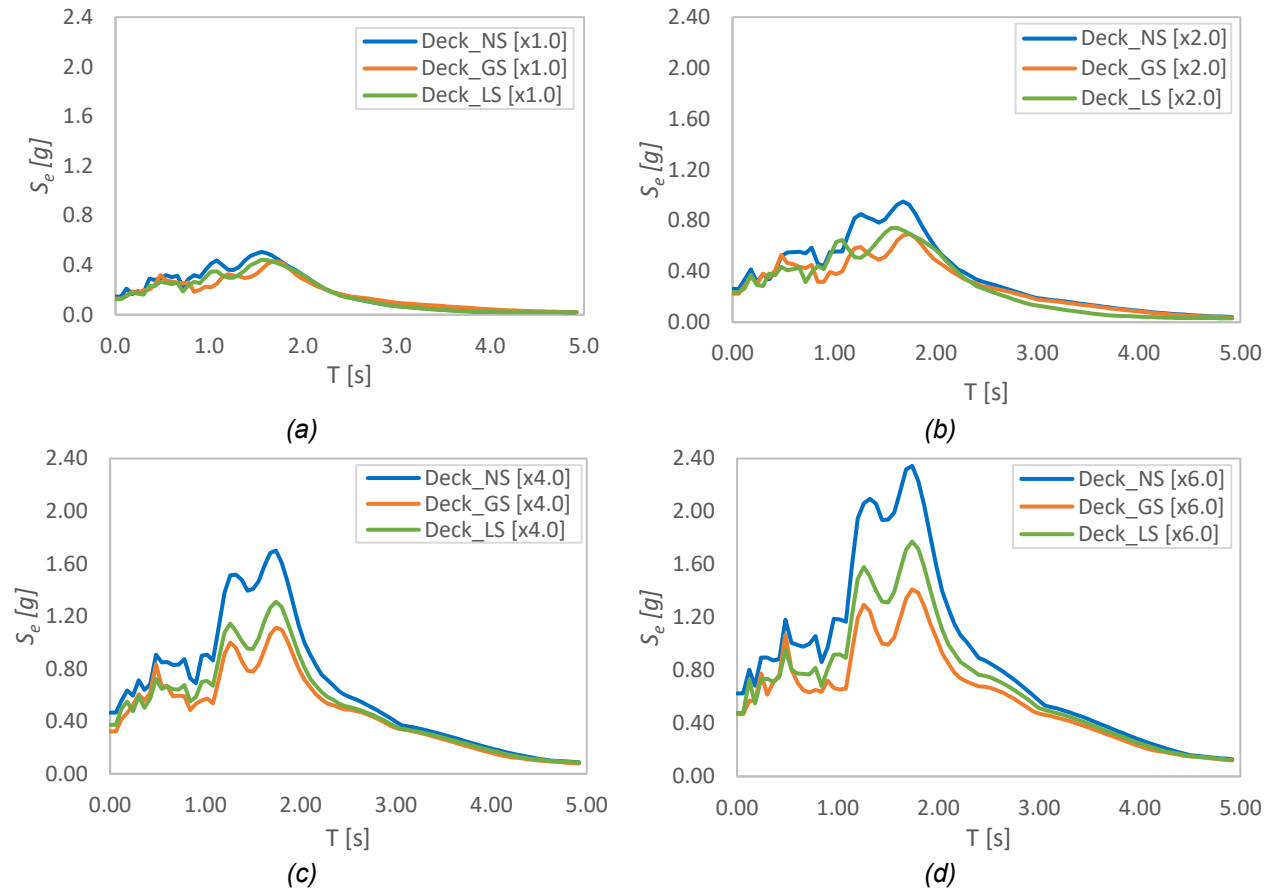 2.4
2.0
1.6
1.2
0.8
0.4
0.0
S_e [g]
Deck_NS [x1.0]
Deck_GS [x1.0]
Deck_LS [x1.0]
0.0 1.0 2.0 3.0 4.0 5.0
T [s]
(a)
2.40
2.00
1.60
1.20
0.80
0.40
0.00
S_e [g]
Deck_NS [x2.0]
Deck_GS [x2.0]
Deck_LS [x2.0]
0.00 1.00 2.00 3.00 4.00 5.00
T [s]
(b)
2.40
2.00
1.60
1.20
0.80
0.40
0.00
S_e [g]
Deck_NS [x4.0]
Deck_GS [x4.0]
Deck_LS [x4.0]
0.00 1.00 2.00 3.00 4.00 5.00
T [s]
(c)
2.40
2.00
1.60
1.20
0.80
0.40
0.00
S_e [g]
Deck_NS [x6.0]
Deck_GS [x6.0]
Deck_LS [x6.0]
0.00 1.00 2.00 3.00 4.00 5.00
T [s]
(d)